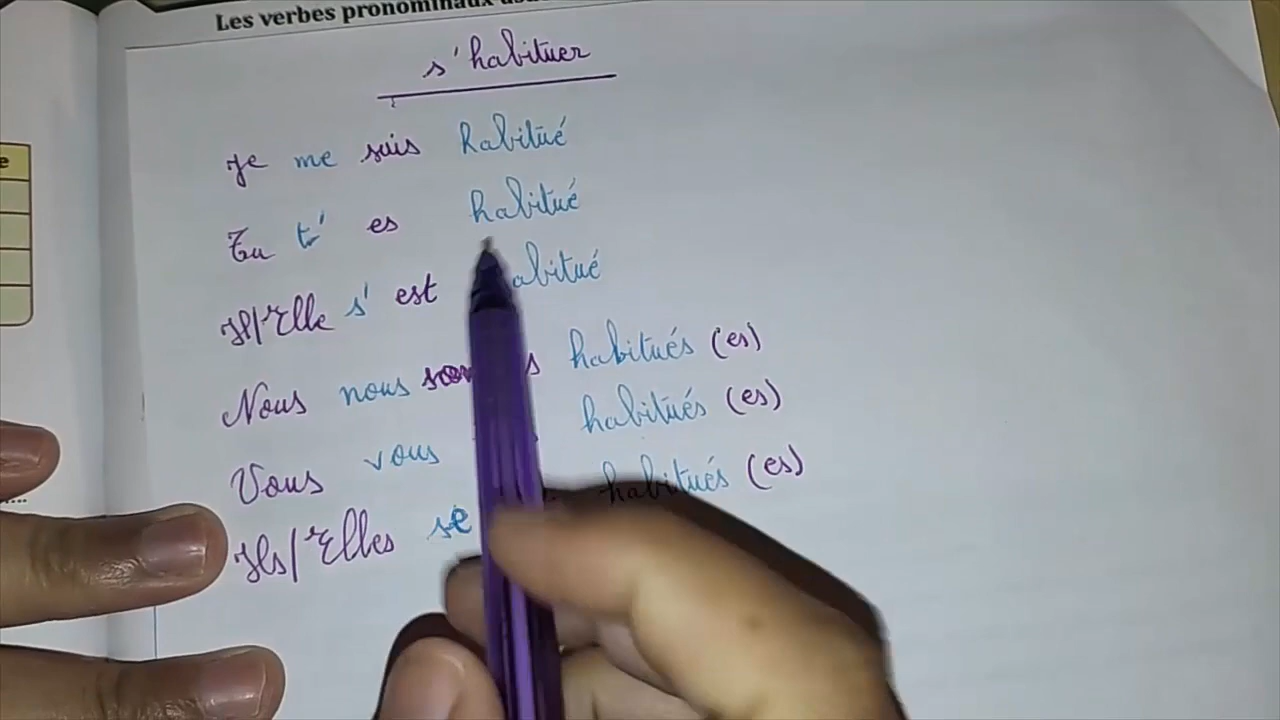 Les verbes pronominaux
s'habituer
e
Je me suis habitué
Tu t' es habitué
Il/Elle s' est abitué
Nous nous habitués (es)
Vous vous habitués (es)
Ils/Elles se habitués (es)